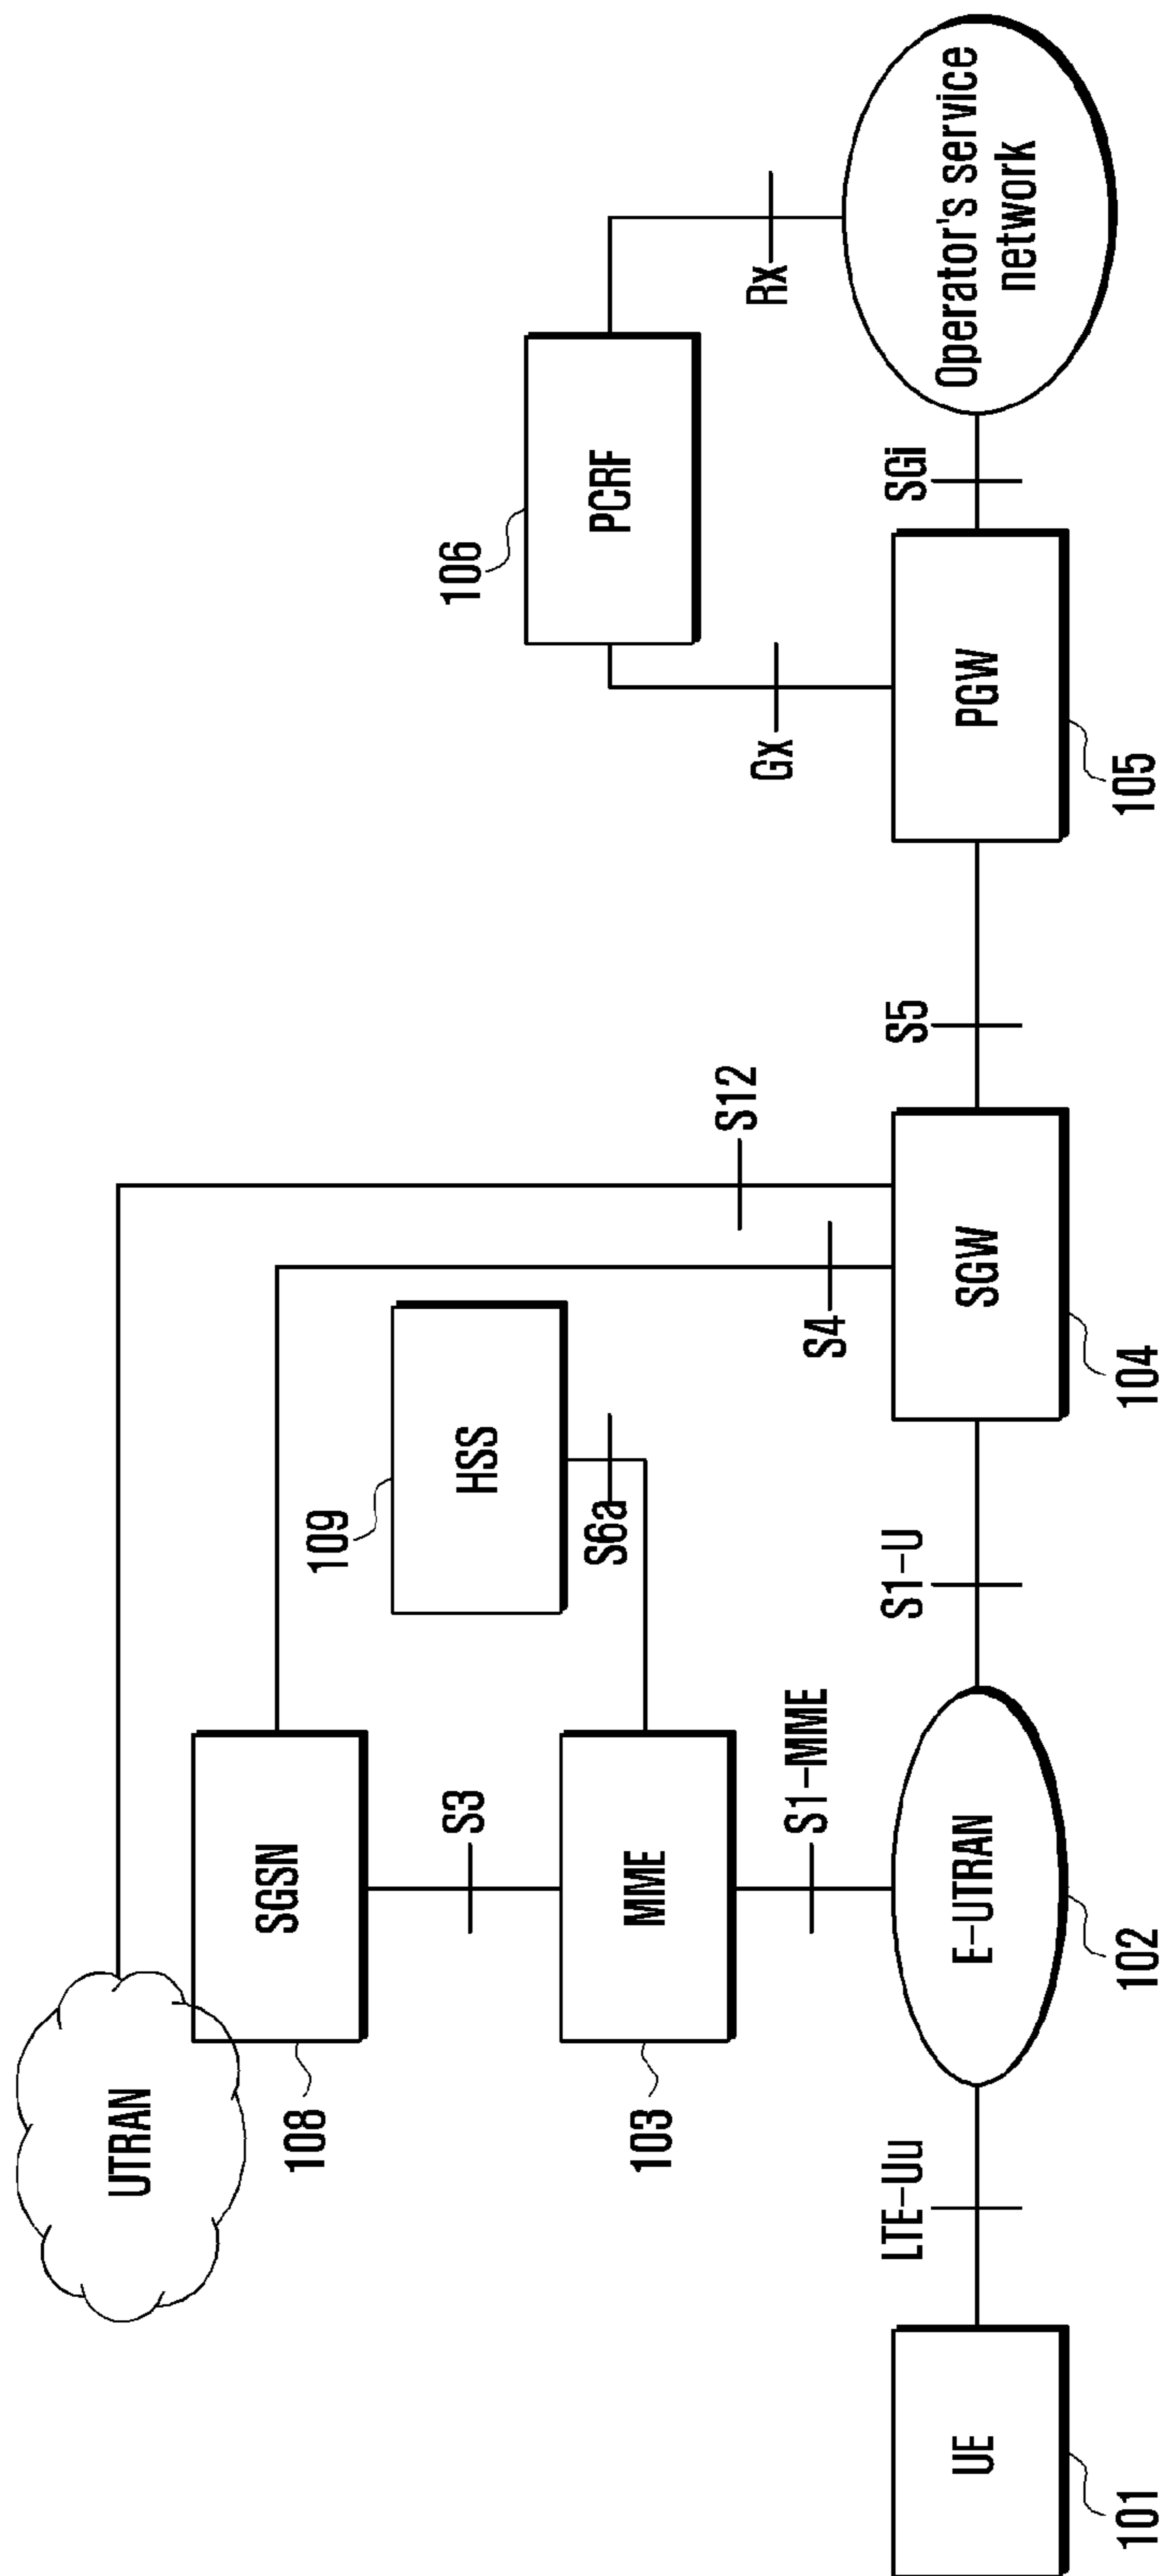 UTRAN
SGSN
108
S3
HSS
109
S6a
MME
103
S1-MME
S4
S12
PCRF
106
Gx
Rx
UE
101
LTE-Uu
E-UTRAN
102
S1-U
SGW
104
S5
PGW
105
SGi
Operator's service
network